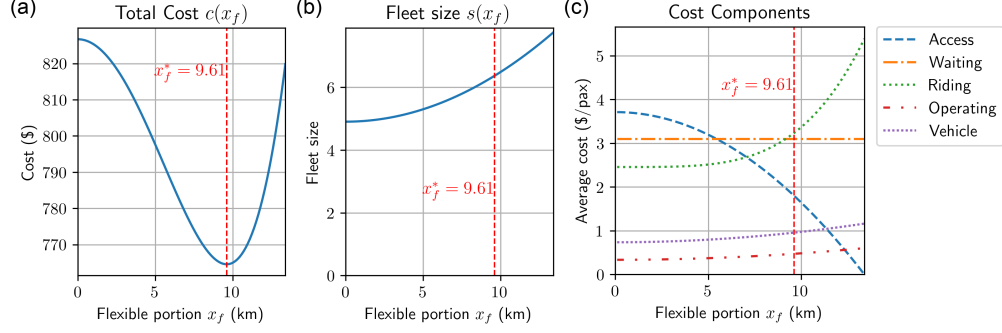 (a)
Total Cost c(x_f)
Cost ($)
820
810
800
790
780
770
x_f^* = 9.61
0
5
10
Flexible portion x_f (km)
(b)
Fleet size s(x_f)
Fleet size
6
4
2
0
x_f^* = 9.61
0
5
10
Flexible portion x_f (km)
(c)
Cost Components
Average cost ($/pax)
5
4
3
2
1
0
x_f^* = 9.61
0
5
10
Flexible portion x_f (km)
Access
Waiting
Riding
Operating
Vehicle